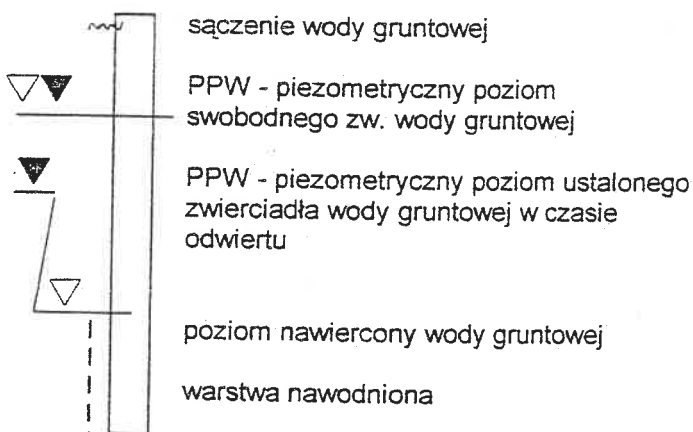 sączenie wody gruntowej
PPW - piezometryczny poziom
swobodnego zw. wody gruntowej
PPW - piezometryczny poziom ustalonego
zwierciadła wody gruntowej w czasie
odwiertu
poziom nawiercony wody gruntowej
warstwa nawodniona